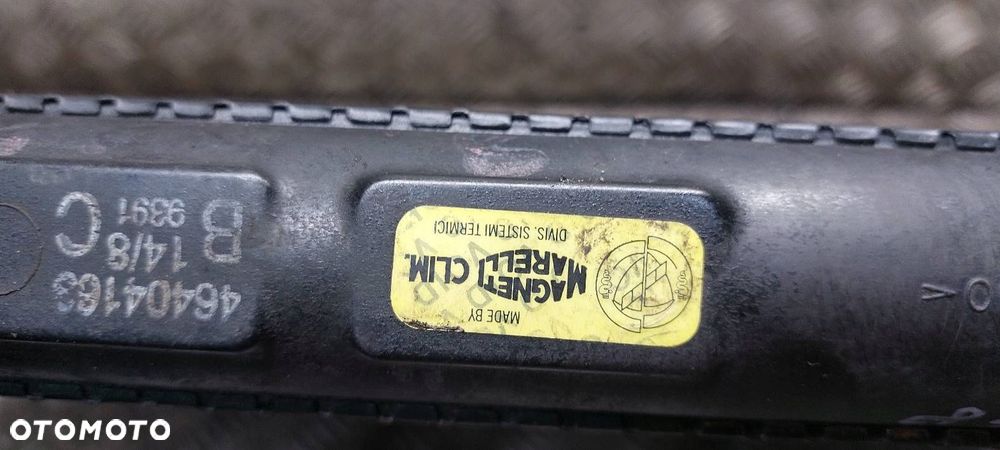 MADE BY
MAGNETI
MARELLI CLIM.
DIVIS. SISTEMI TERMICI
46404163
14/8 C
B 9391
V O
OTOMOTO